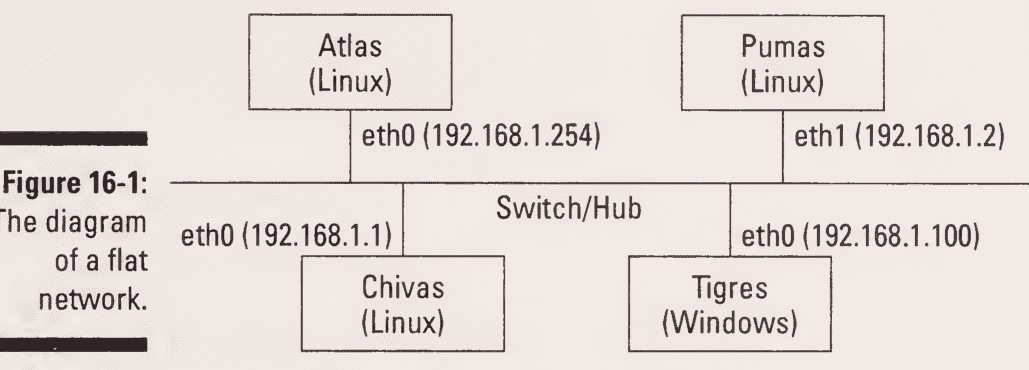 Atlas
(Linux)
Pumas
(Linux)
eth0 (192.168.1.254)
eth1 (192.168.1.2)
Figure 16-1:
The diagram
of a flat
network.
Switch/Hub
eth0 (192.168.1.1)
eth0 (192.168.1.100)
Chivas
(Linux)
Tigres
(Windows)